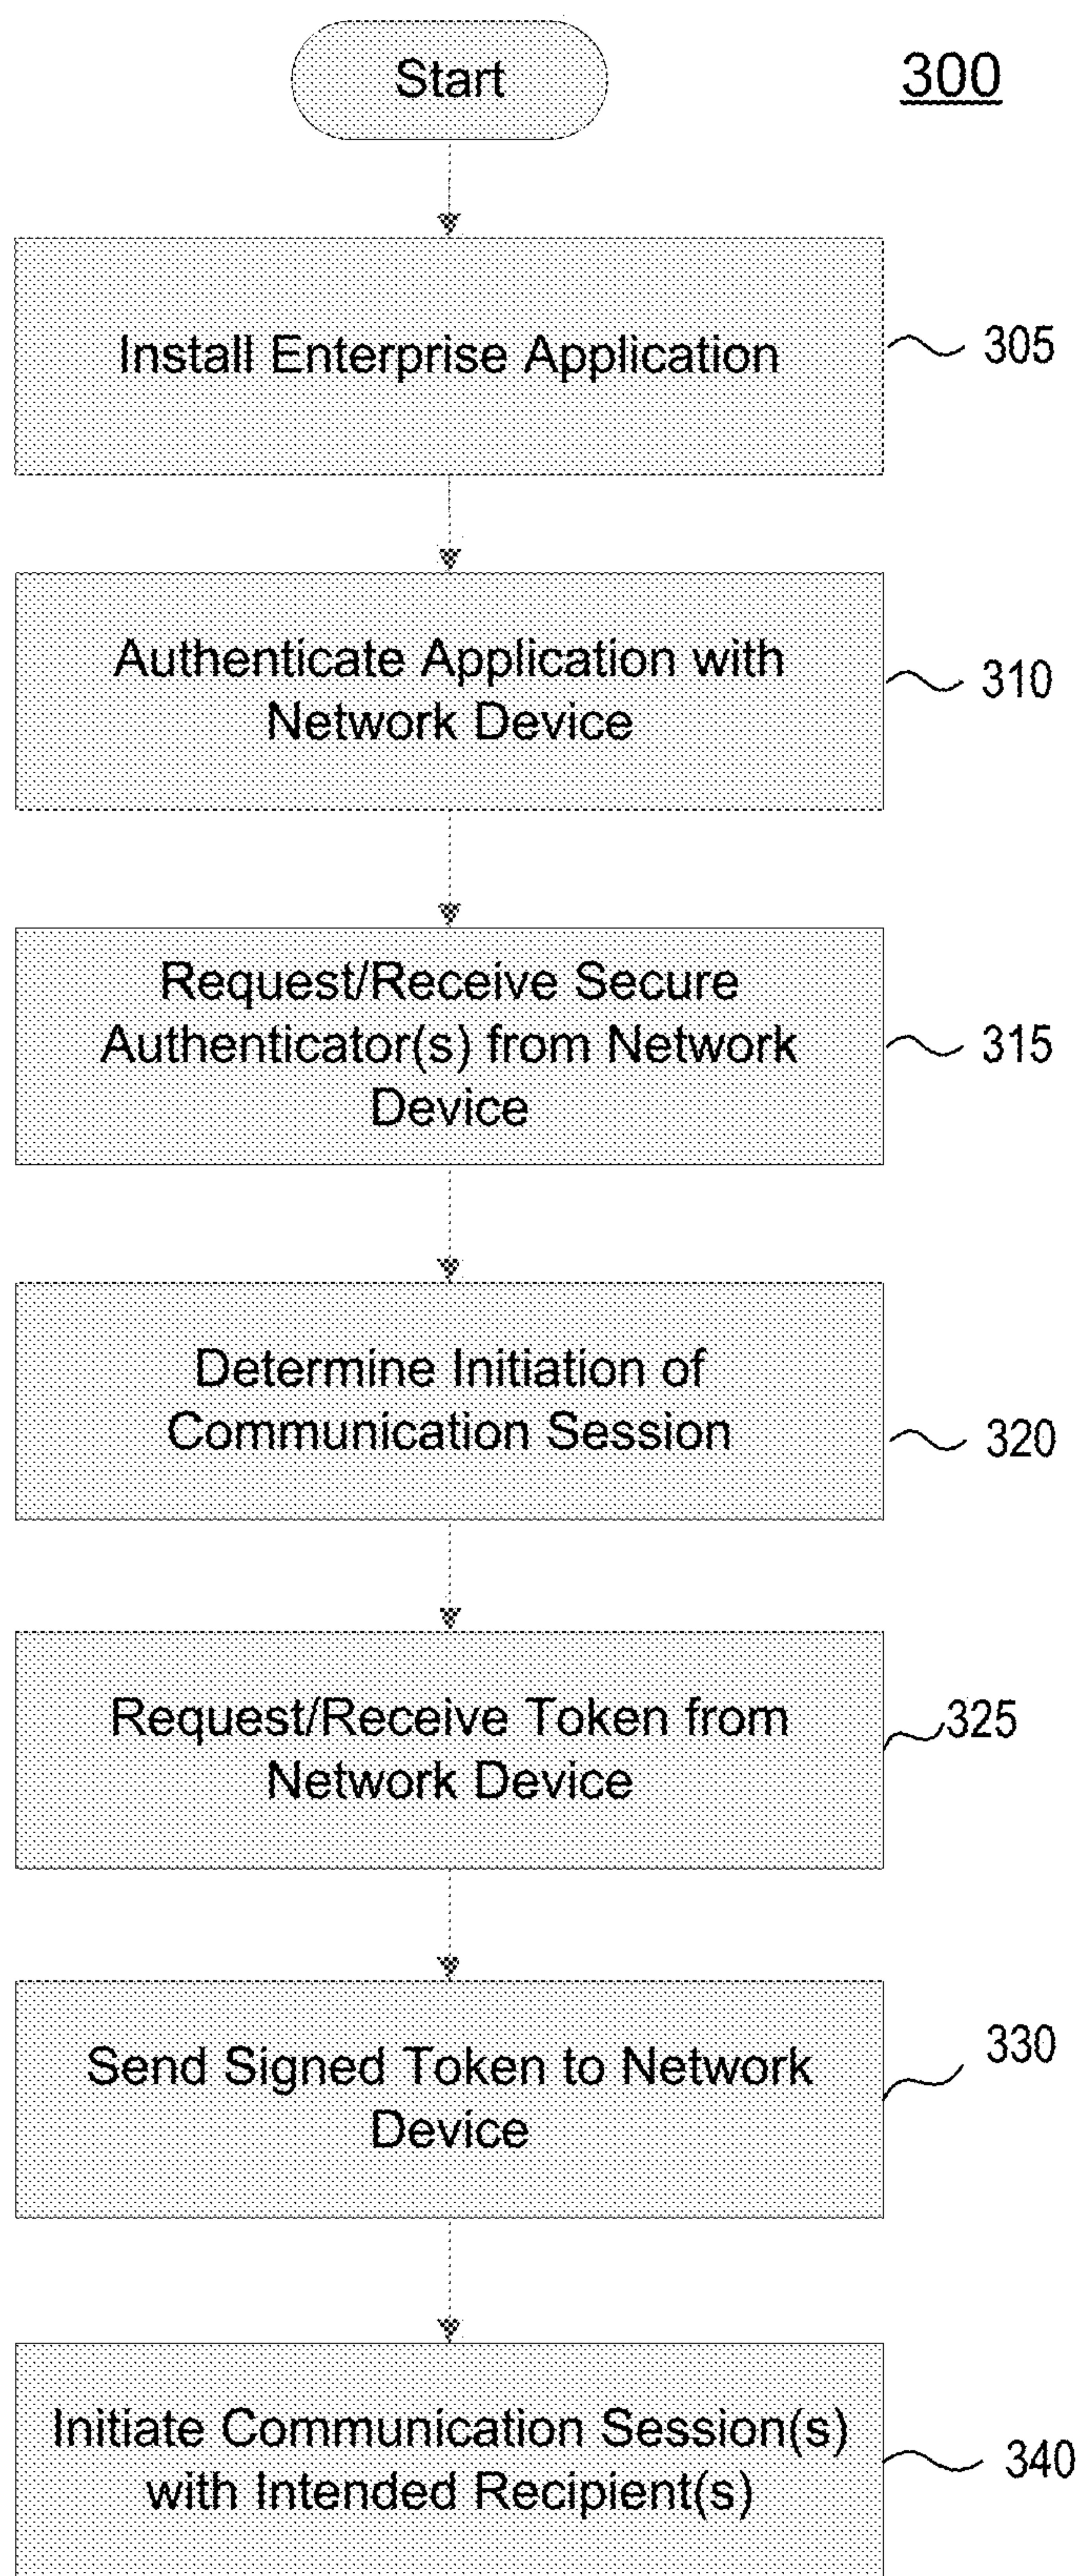 Start
300
Install Enterprise Application
305
Authenticate Application with
Network Device
310
Request/Receive Secure
Authenticator(s) from Network
Device
315
Determine Initiation of
Communication Session
320
Request/Receive Token from
Network Device
325
Send Signed Token to Network
Device
330
Initiate Communication Session(s)
with Intended Recipient(s)
340